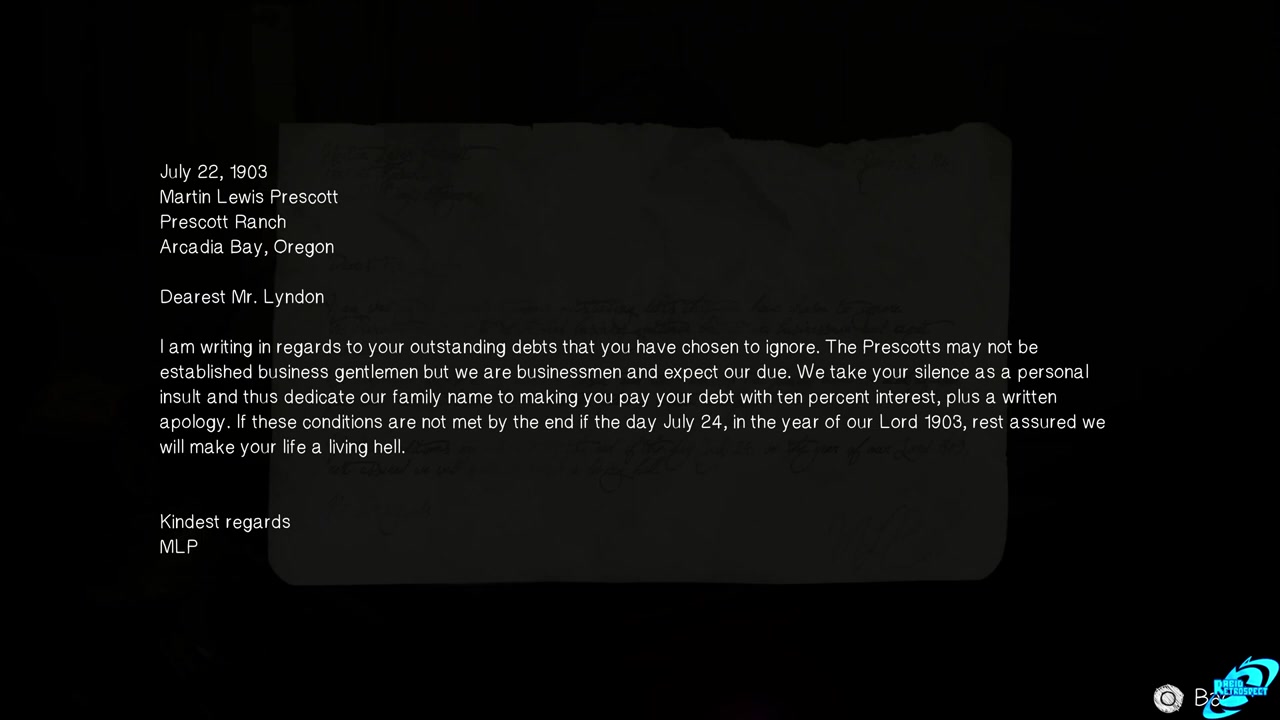 July 22, 1903
Martin Lewis Prescott
Prescott Ranch
Arcadia Bay, Oregon
Dearest Mr. Lyndon
I am writing in regards to your outstanding debts that you have chosen to ignore. The Prescotts may not be
established business gentlemen but we are businessmen and expect our due. We take your silence as a personal
insult and thus dedicate our family name to making you pay your debt with ten percent interest, plus a written
apology. If these conditions are not met by the end if the day July 24, in the year of our Lord 1903, rest assured we
will make your life a living hell.
Kindest regards
MLP
RETROSPECT